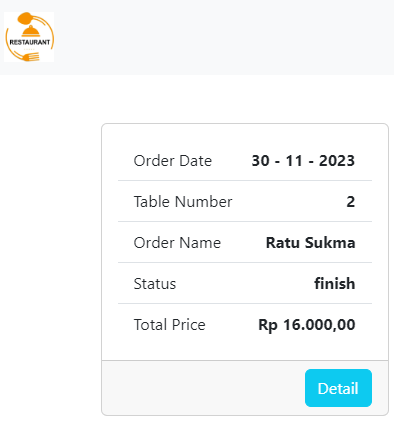 RESTAURANT
Order Date 30 - 11 - 2023
Table Number 2
Order Name Ratu Sukma
Status finish
Total Price Rp 16.000,00
Detail